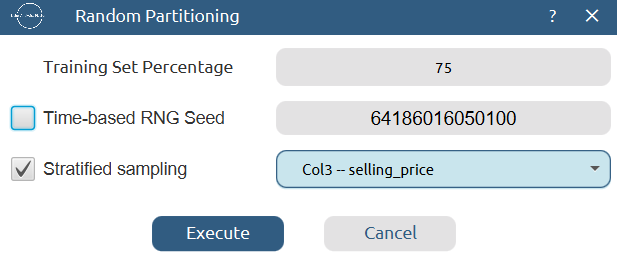 Random Partitioning ? ×
Training Set Percentage 75
Time-based RNG Seed 64186016050100
Stratified sampling Col3 -- selling_price
Execute Cancel